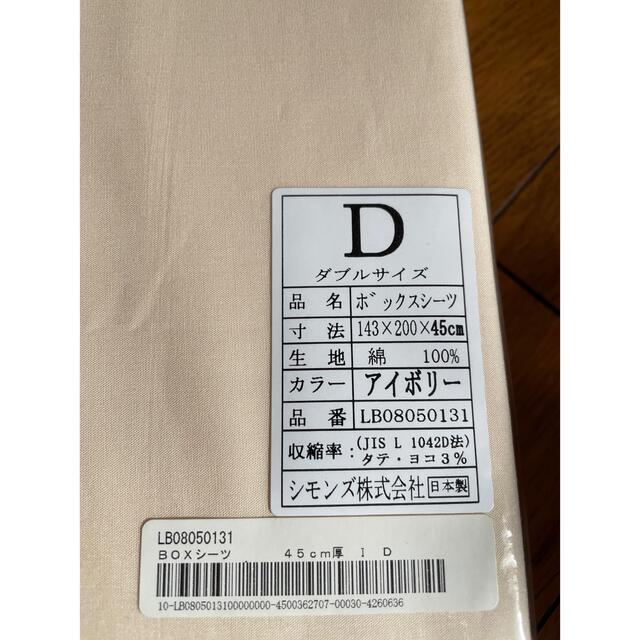 D
ダブルサイズ
品 名 ボックスシーツ
寸 法 143×200×45cm
生 地 綿 100%
カラー アイボリー
品 番 LB08050131
収縮率：(JIS L 1042D法) タテ・ヨコ3%
シモンズ株式会社 日本製
LB08050131
BOXシーツ 45cm厚 I D
10-LB0805013100000000-4500362707-00030-4260636